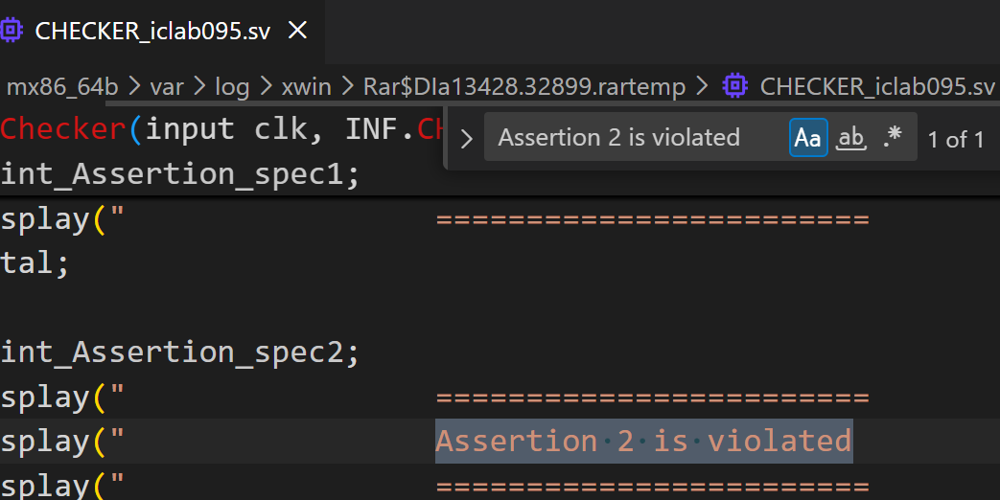 CHECKER_iclab095.sv
mx86_64b > var > log > xwin > Rar$DIa13428.32899.rartemp > CHECKER_iclab095.sv
Checker(input clk, INF.CH
Assertion 2 is violated Aa ab .* 1 of 1
int_Assertion_spec1;
splay("                 ========================
tal;
int_Assertion_spec2;
splay("                 ========================
splay("                 Assertion·2·is·violated
splay("                 ========================